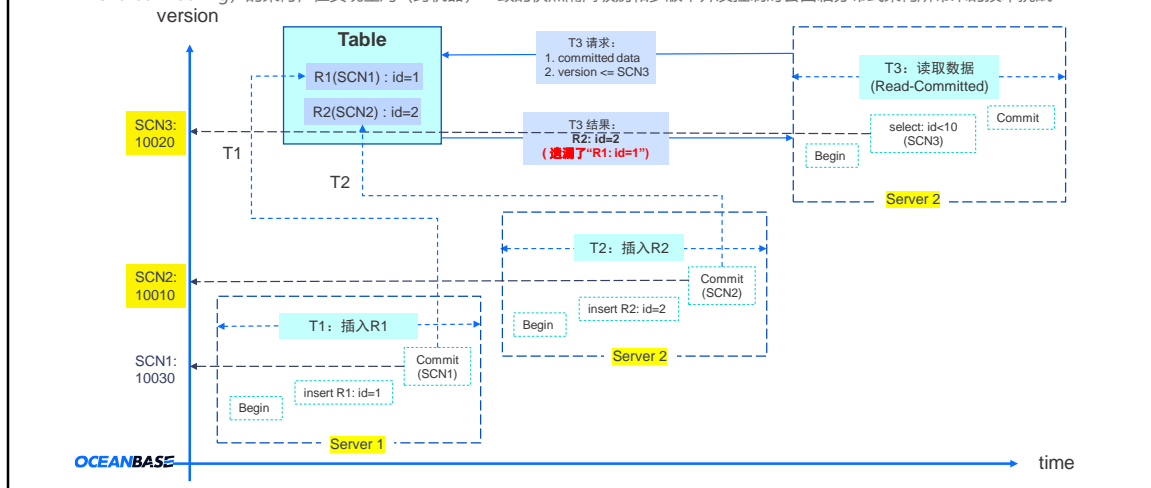 version
Table
R1(SCN1) : id=1
R2(SCN2) : id=2
T3 请求：
1. committed data
2. version <= SCN3
T3：读取数据
(Read-Committed)
Commit
select: id<10
(SCN3)
Begin
Server 2
SCN3:
10020
T3 结果：
R2: id=2
( 遗漏了“R1: id=1”)
T1
T2
T2：插入R2
SCN2:
10010
Commit
(SCN2)
insert R2: id=2
Begin
Server 2
T1：插入R1
SCN1:
10030
Commit
(SCN1)
insert R1: id=1
Begin
Server 1
OCEANBASE
time